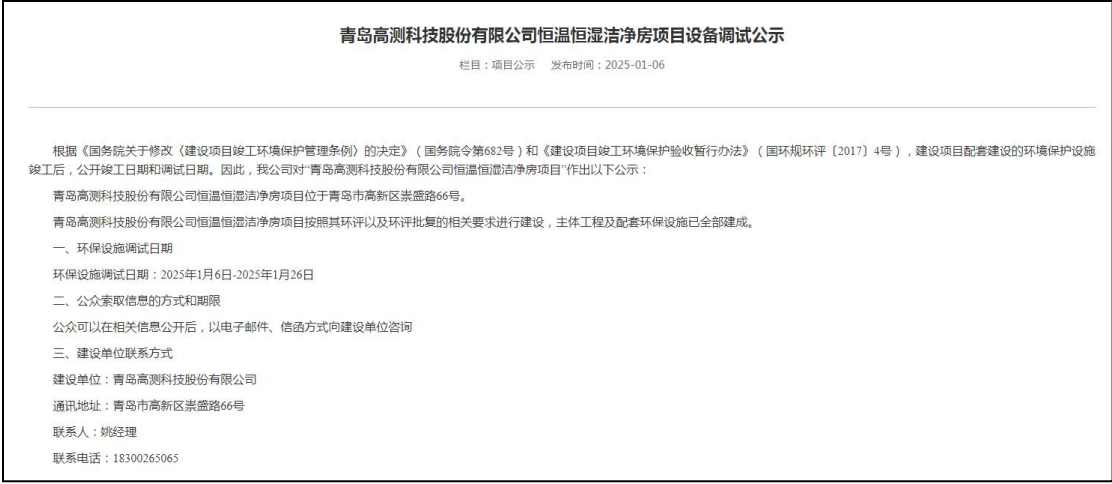 青岛高测科技股份有限公司恒温恒湿洁净房项目设备调试公示
栏目：项目公示 发布时间：2025-01-06
根据《国务院关于修改〈建设项目竣工环境保护管理条例〉的决定》（国务院令第682号）和《建设项目竣工环境保护验收暂行办法》（国环规环评〔2017〕4号），建设项目配套建设的环境保护设施
竣工后，公开竣工日期和调试日期。因此，我公司对“青岛高测科技股份有限公司恒温恒湿洁净房项目”作出以下公示：
青岛高测科技股份有限公司恒温恒湿洁净房项目位于青岛市高新区崇盛路66号。
青岛高测科技股份有限公司恒温恒湿洁净房项目按照其环评以及环评批复的相关要求进行建设，主体工程及配套环保设施已全部建成。
一、环保设施调试日期
环保设施调试日期：2025年1月6日-2025年1月26日
二、公众索取信息的方式和期限
公众可以在相关信息公开后，以电子邮件、信函方式向建设单位咨询
三、建设单位联系方式
建设单位：青岛高测科技股份有限公司
通讯地址：青岛市高新区崇盛路66号
联系人：姚经理
联系电话：18300265065